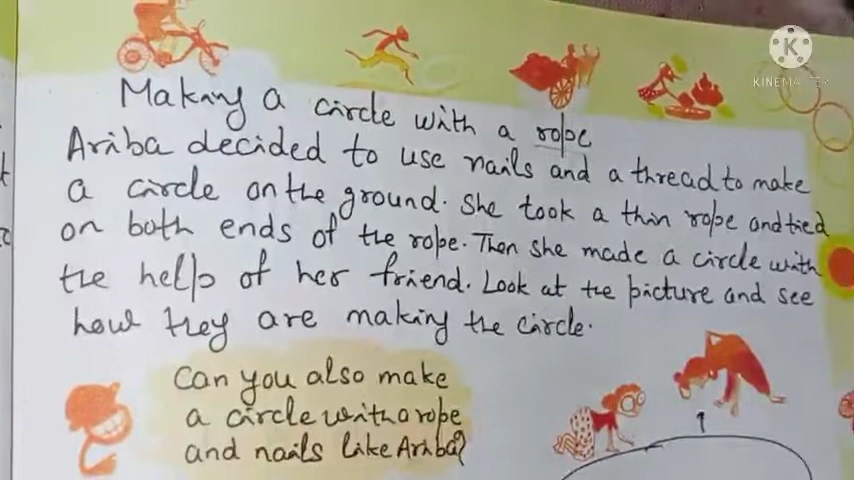 KINEMASTER
Making a circle with a rope
Ariba decided to use nails and a thread to make
a circle on the ground. She took a thin rope and tied
on both ends of the rope. Then she made a circle with
the help of her friend. Look at the picture and see
how they are making the circle.
Can you also make
a circle with a rope
and nails like Ariba?